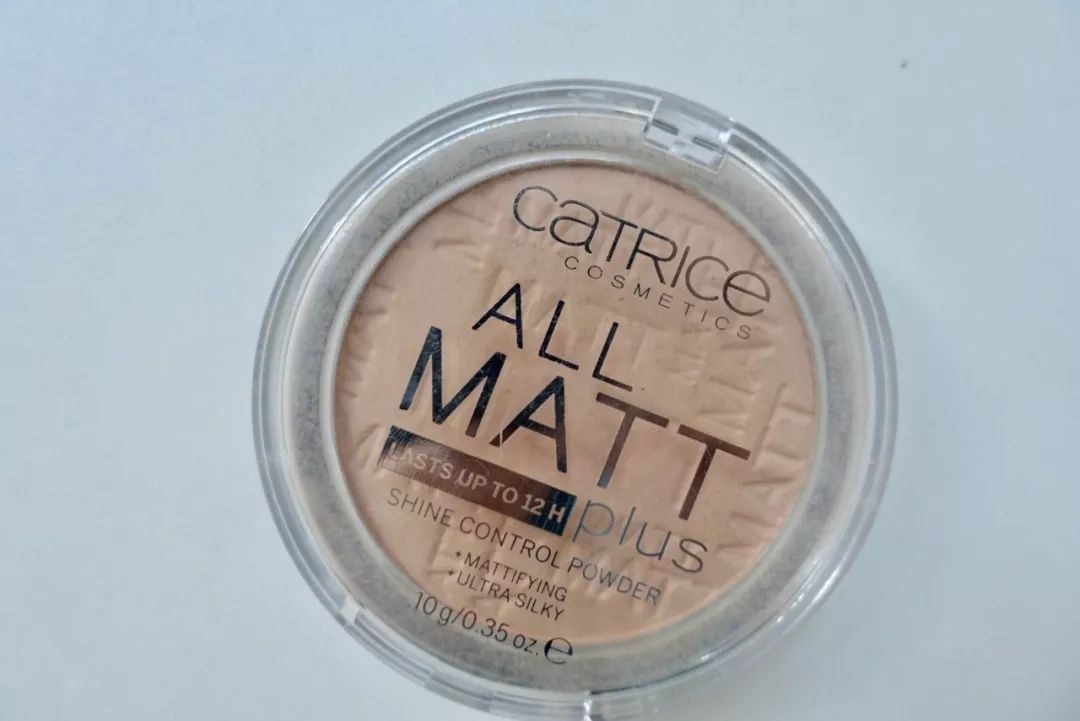 CATRICE
COSMETICS
ALL
MATT
plus
LASTS UP TO 12 H
SHINE CONTROL POWDER
+MATTIFYING
+ULTRA SILKY
10 g/0.35 oz. ℮